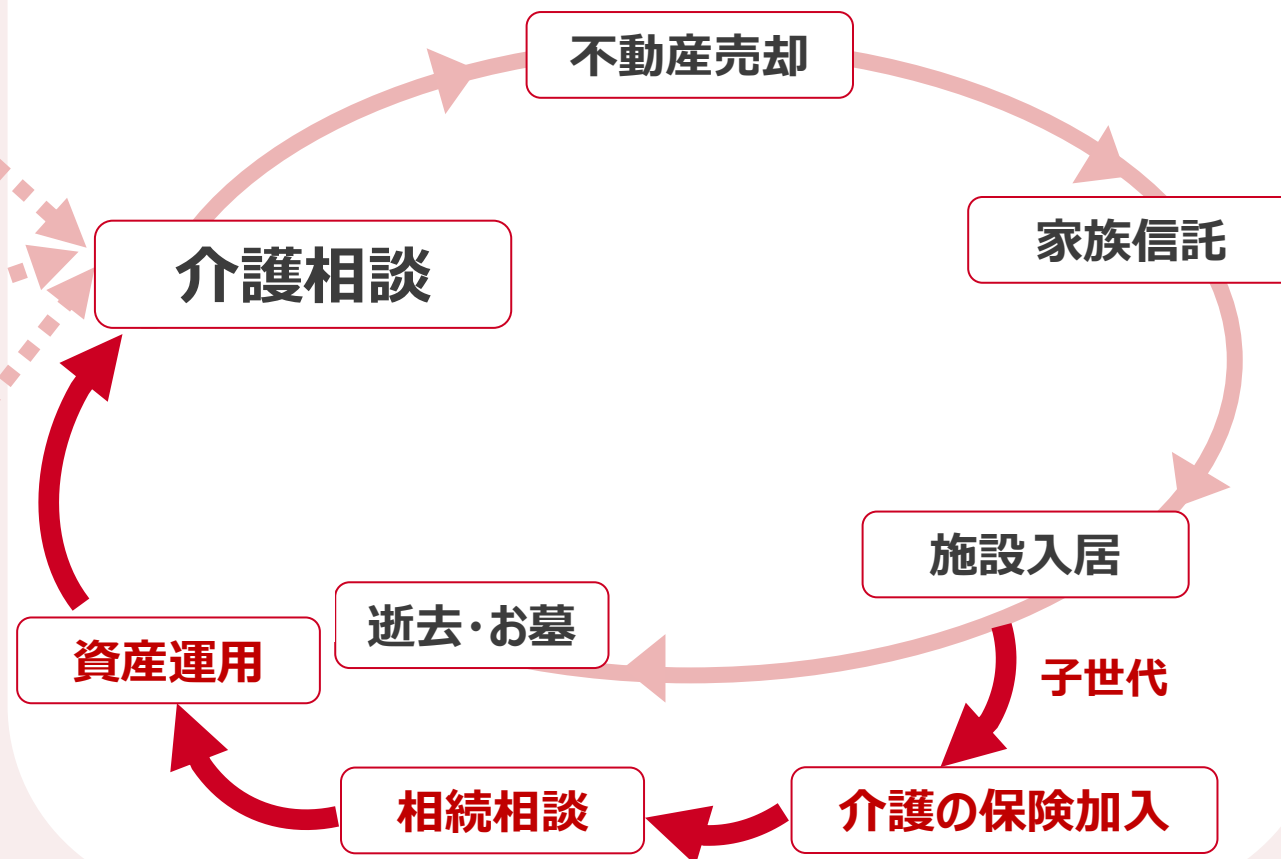 不動産売却
家族信託
介護相談
施設入居
逝去・お墓
資産運用
子世代
相続相談
介護の保険加入